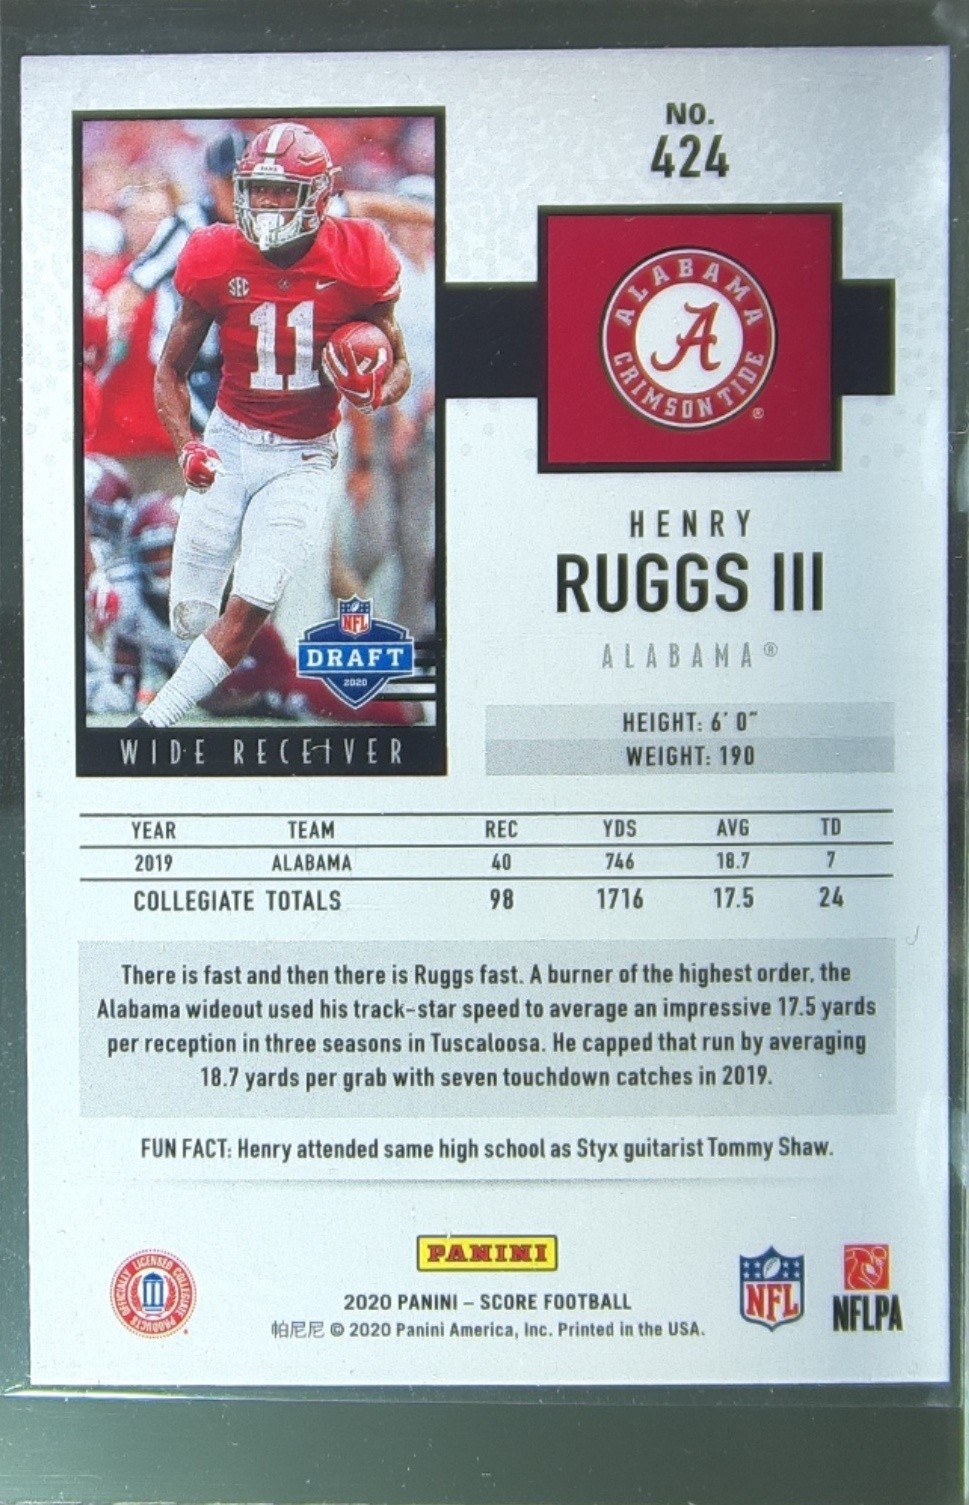 NO.
424
SEC
11
ALABAMA
A
CRIMSON TIDE
®
HENRY
RUGGS III
ALABAMA®
NFL
DRAFT
2020
WIDE RECEIVER
HEIGHT: 6' 0"
WEIGHT: 190
YEAR TEAM REC YDS AVG TD
2019 ALABAMA 40 746 18.7 7
COLLEGIATE TOTALS 98 1716 17.5 24
There is fast and then there is Ruggs fast. A burner of the highest order, the
Alabama wideout used his track-star speed to average an impressive 17.5 yards
per reception in three seasons in Tuscaloosa. He capped that run by averaging
18.7 yards per grab with seven touchdown catches in 2019.
FUN FACT: Henry attended same high school as Styx guitarist Tommy Shaw.
OFFICIALLY LICENSED COLLEGIATE PRODUCTS
PANINI
2020 PANINI – SCORE FOOTBALL
帕尼尼 © 2020 Panini America, Inc. Printed in the USA.
NFL
NFLPA